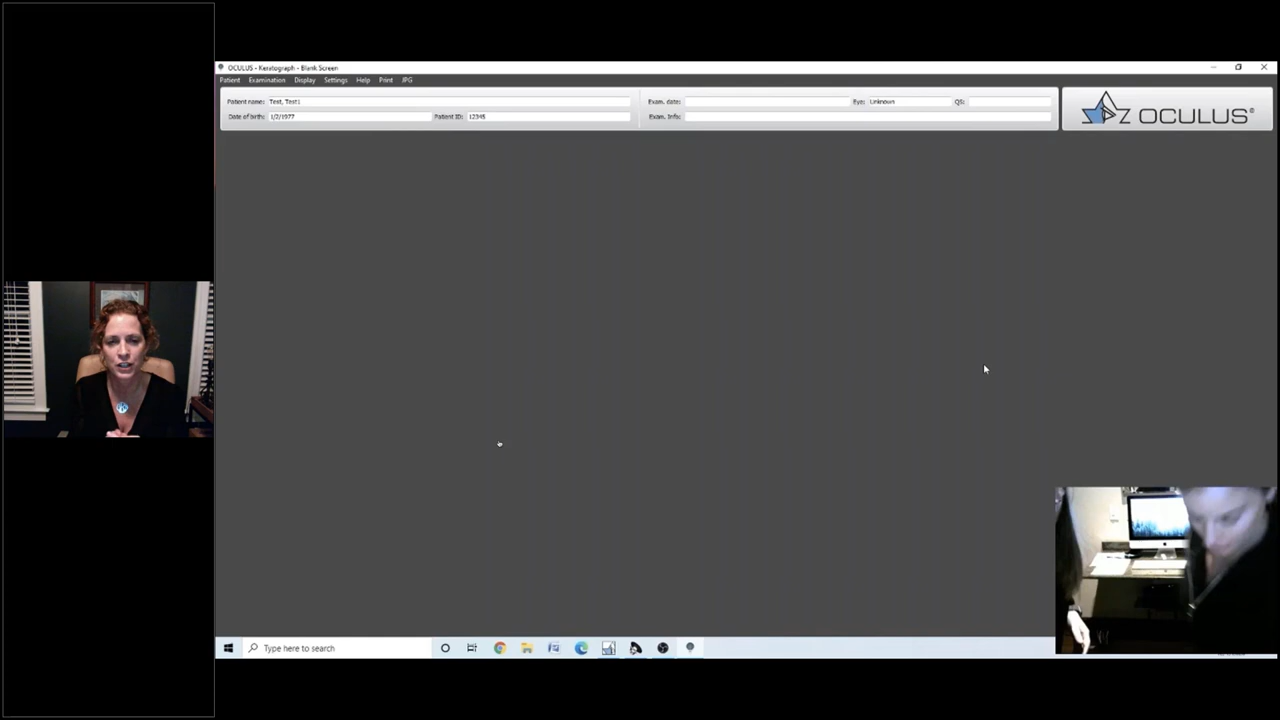 OCULUS - Keratograph - Blank Screen
Patient Examination Display Settings Help Print JPG
Patient name: Test, Test1
Exam. date: Eye: Unknown QS:
Date of birth: 1/2/1977 Patient ID: 12345
Exam. Info:
OCULUS®
Type here to search